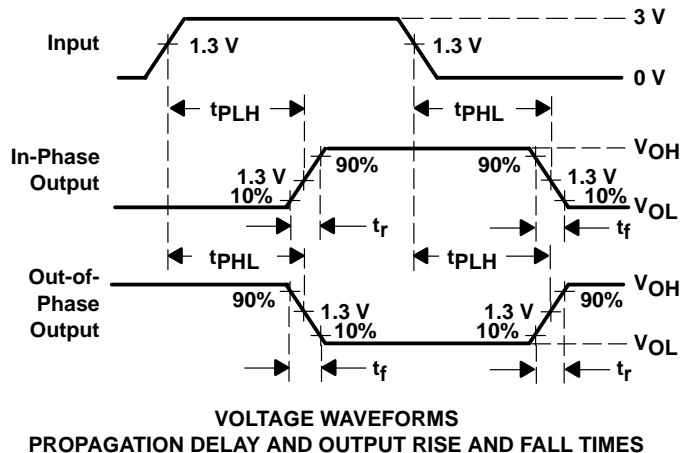 3 V
Input
1.3 V
1.3 V
0 V
tPLH
tPHL
In-Phase
Output
VOH
90%
90%
1.3 V
1.3 V
10%
10%
VOL
tr
tf
tPHL
tPLH
Out-of-
Phase
Output
VOH
90%
90%
1.3 V
1.3 V
10%
10%
VOL
tf
tr
VOLTAGE WAVEFORMS
PROPAGATION DELAY AND OUTPUT RISE AND FALL TIMES